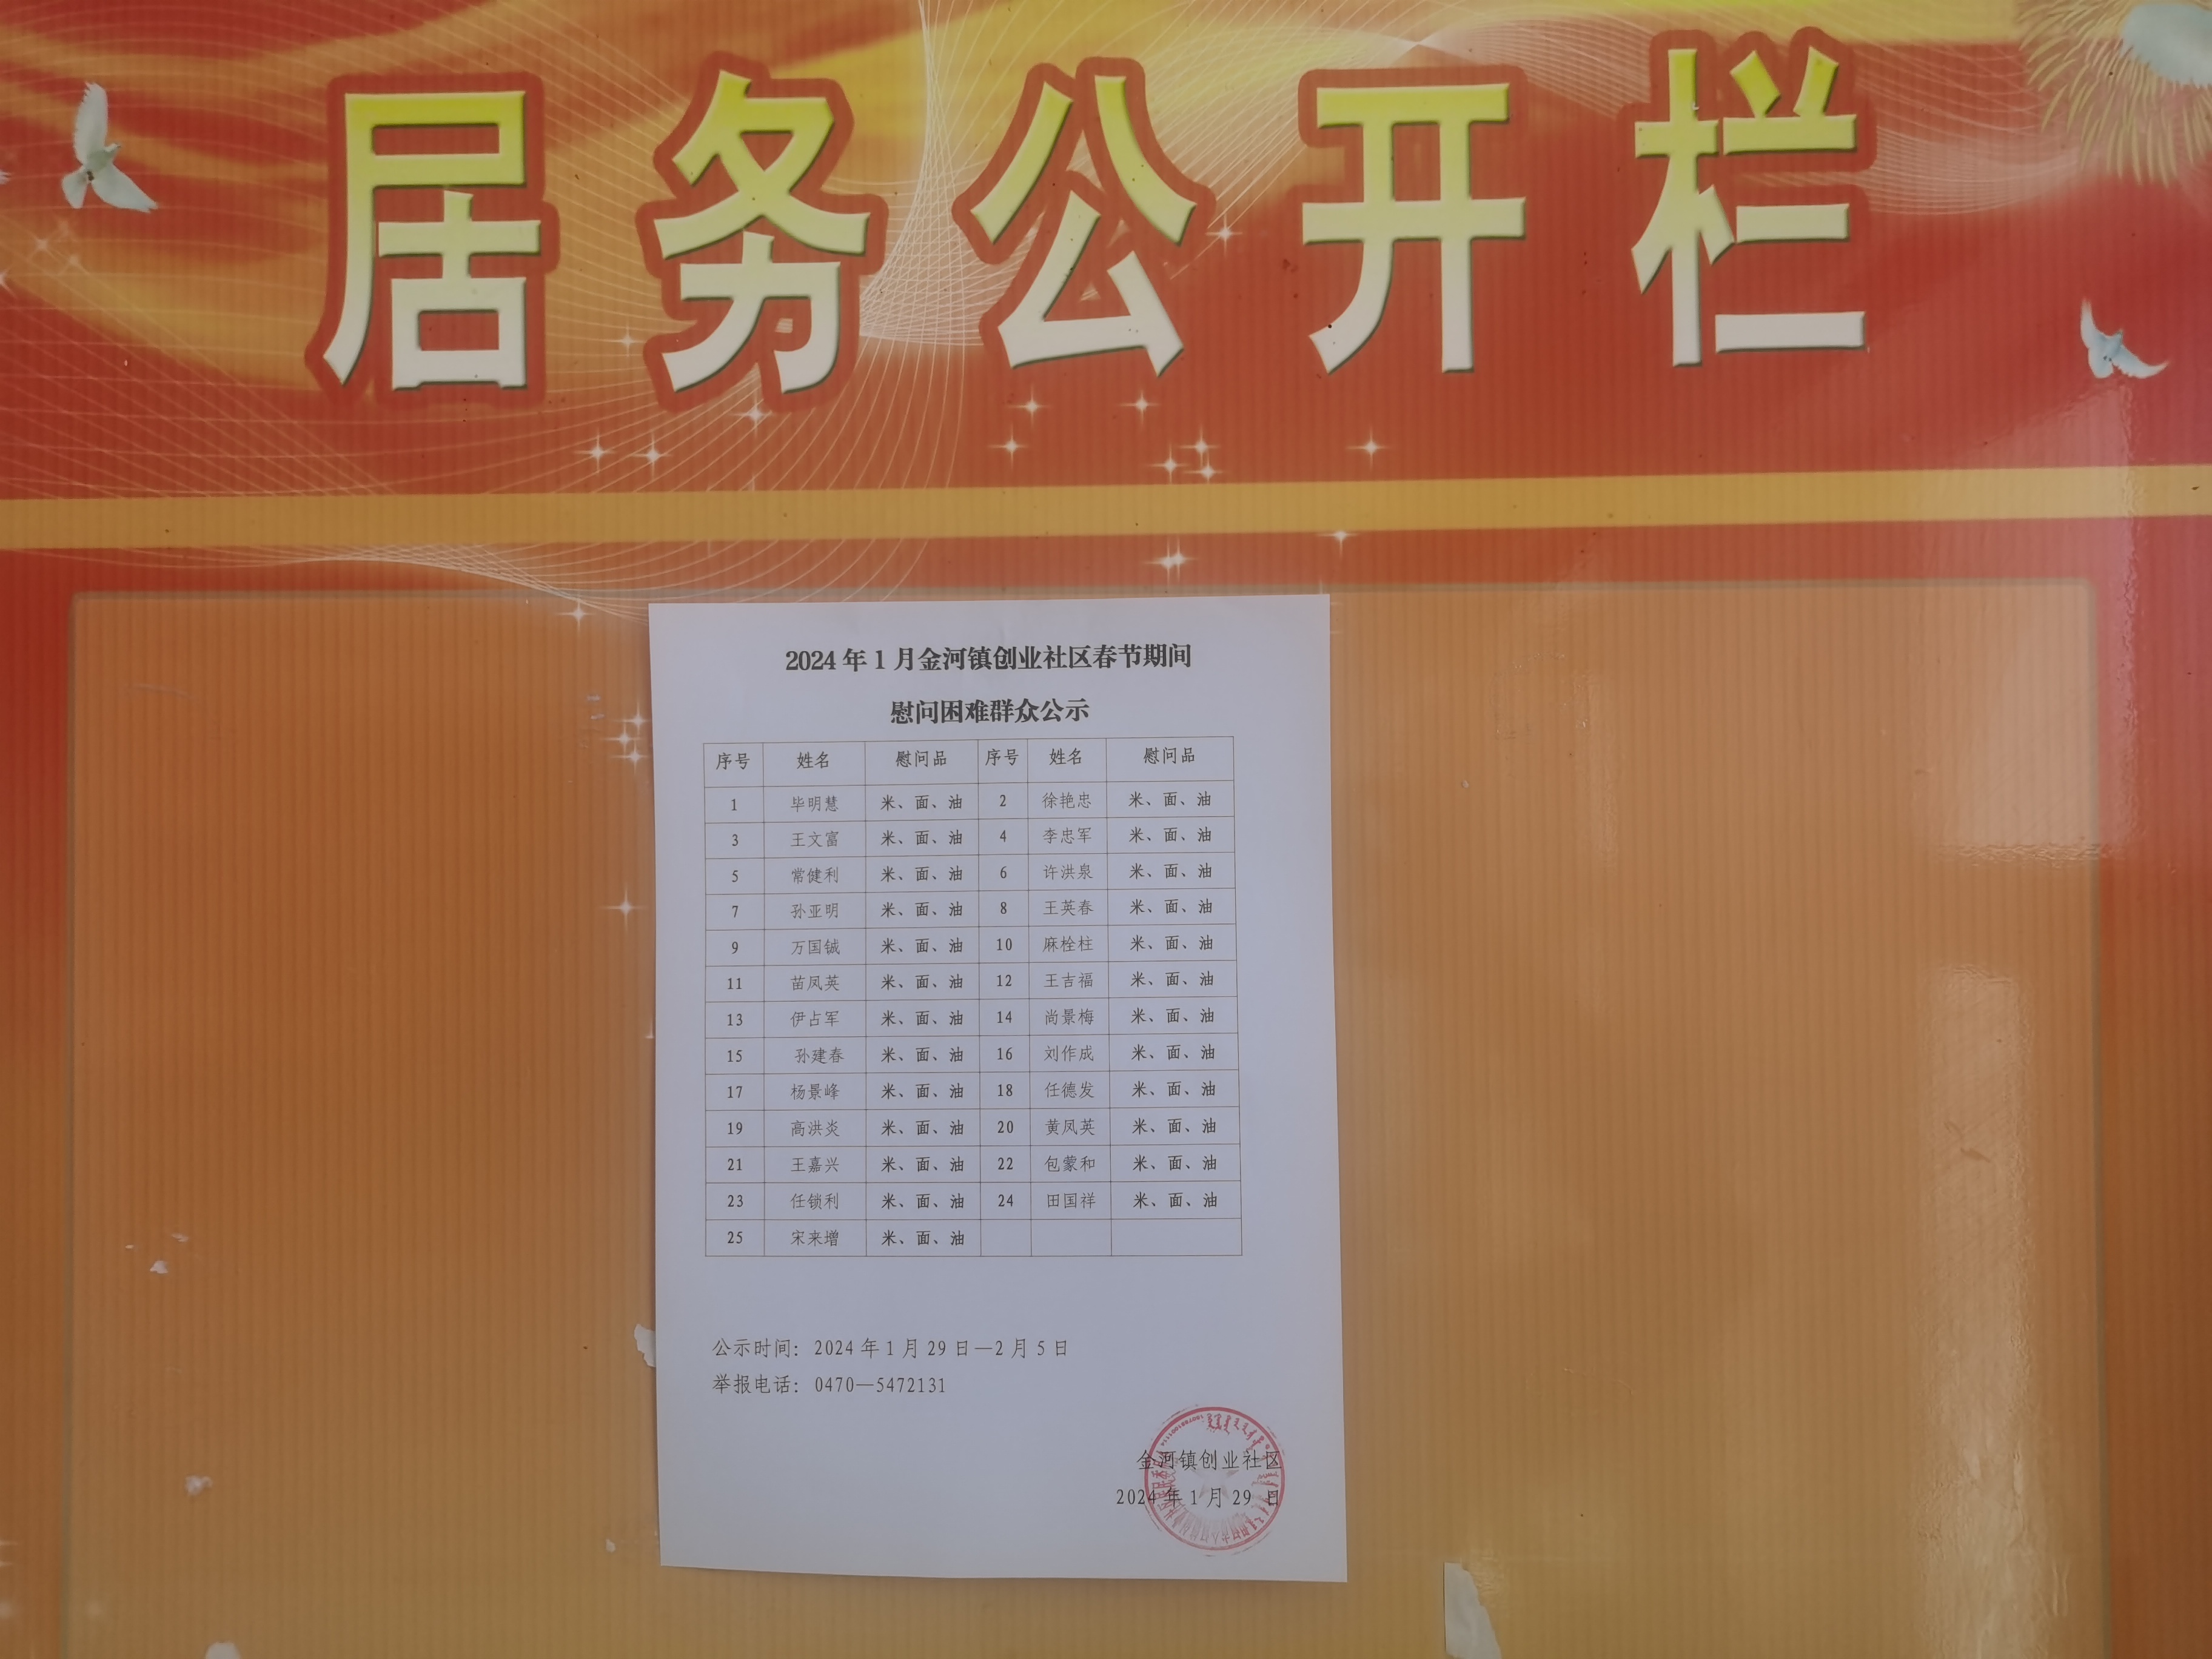 居务公开栏
2024年1月金河镇创业社区春节期间
慰问困难群众公示
序号 姓名 慰问品 序号 姓名 慰问品
1 毕明慧 米、面、油 2 徐艳忠 米、面、油
3 王文富 米、面、油 4 李忠军 米、面、油
5 常健利 米、面、油 6 许洪泉 米、面、油
7 孙亚明 米、面、油 8 王英春 米、面、油
9 万国铖 米、面、油 10 麻栓柱 米、面、油
11 苗凤英 米、面、油 12 王吉福 米、面、油
13 伊占军 米、面、油 14 尚景梅 米、面、油
15 孙建春 米、面、油 16 刘作成 米、面、油
17 杨景峰 米、面、油 18 任德发 米、面、油
19 高洪炎 米、面、油 20 黄凤英 米、面、油
21 王嘉兴 米、面、油 22 包蒙和 米、面、油
23 任锁利 米、面、油 24 田国祥 米、面、油
25 宋来增 米、面、油
公示时间：2024年1月29日—2月5日
举报电话：0470—5472131
金河镇创业社区
2024年1月29日